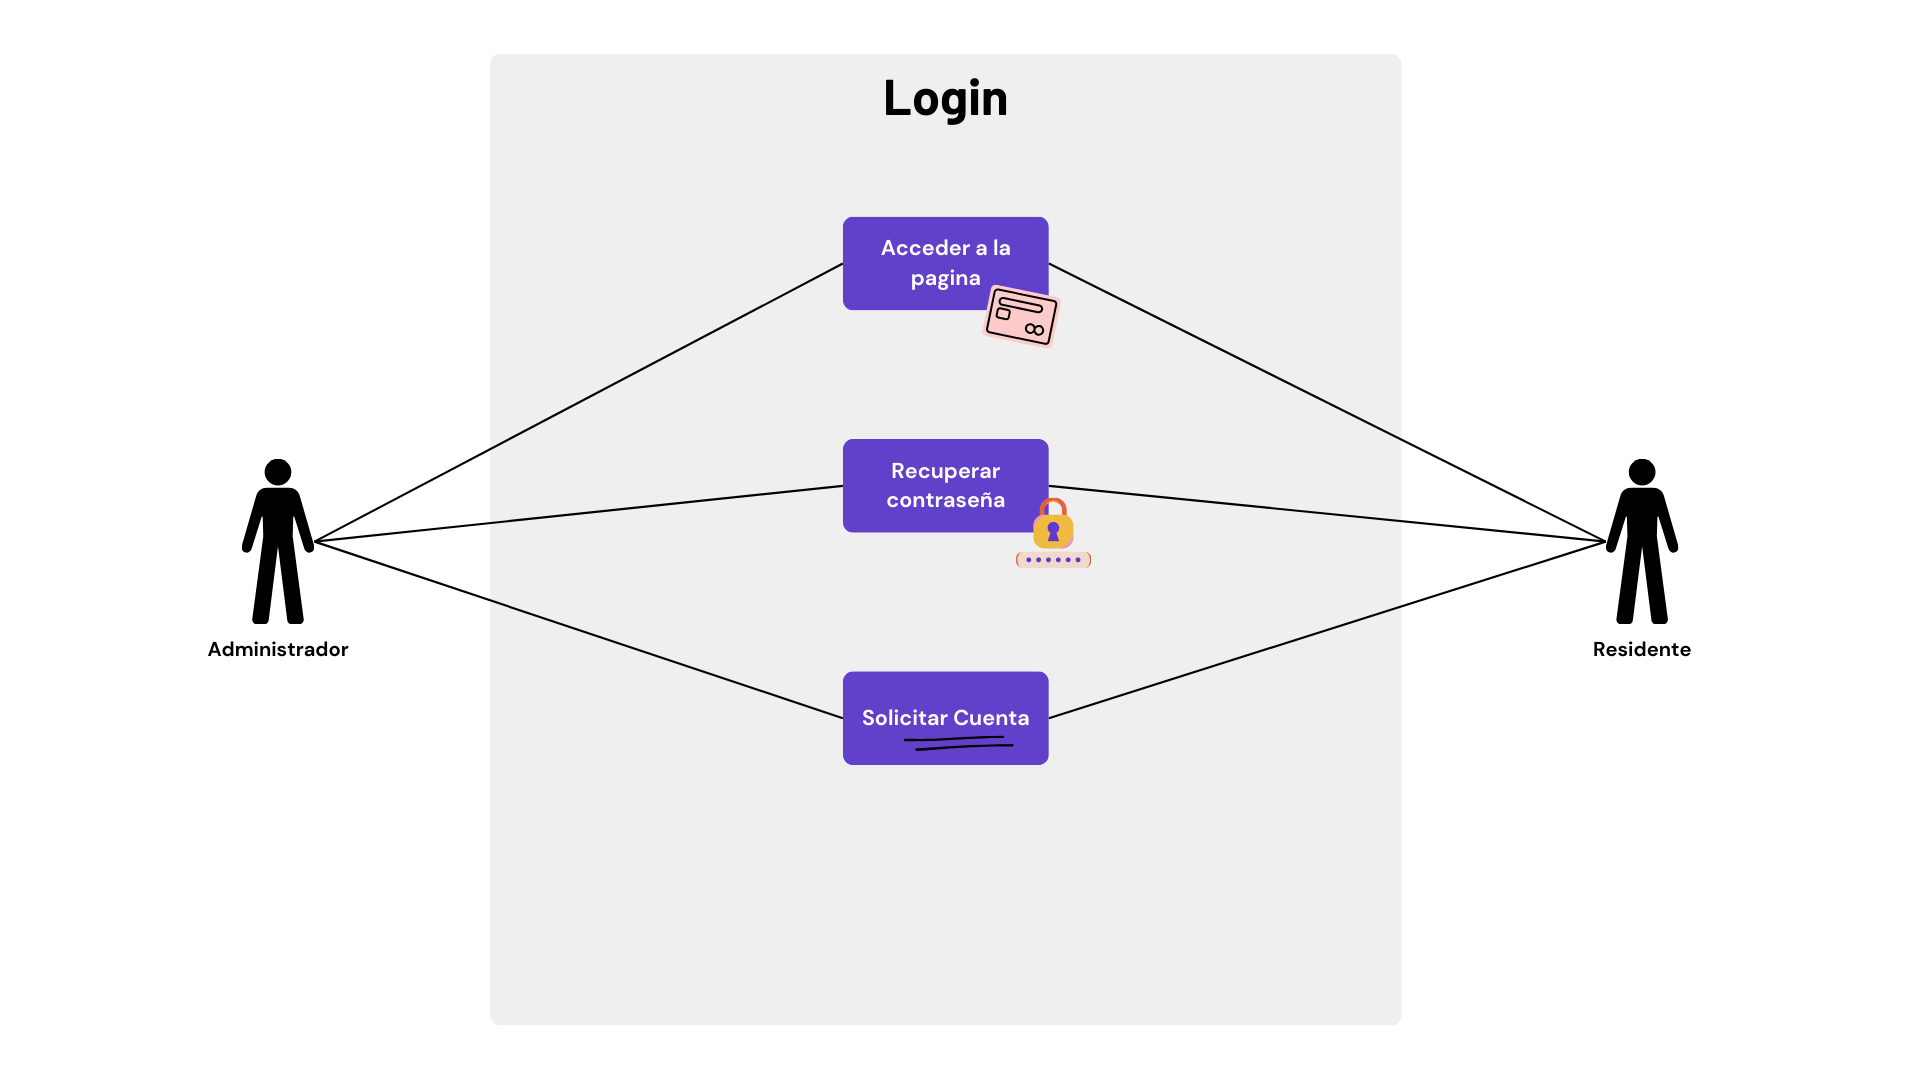 Login
Acceder a la
pagina
Recuperar
contraseña
Solicitar Cuenta
Administrador
Residente